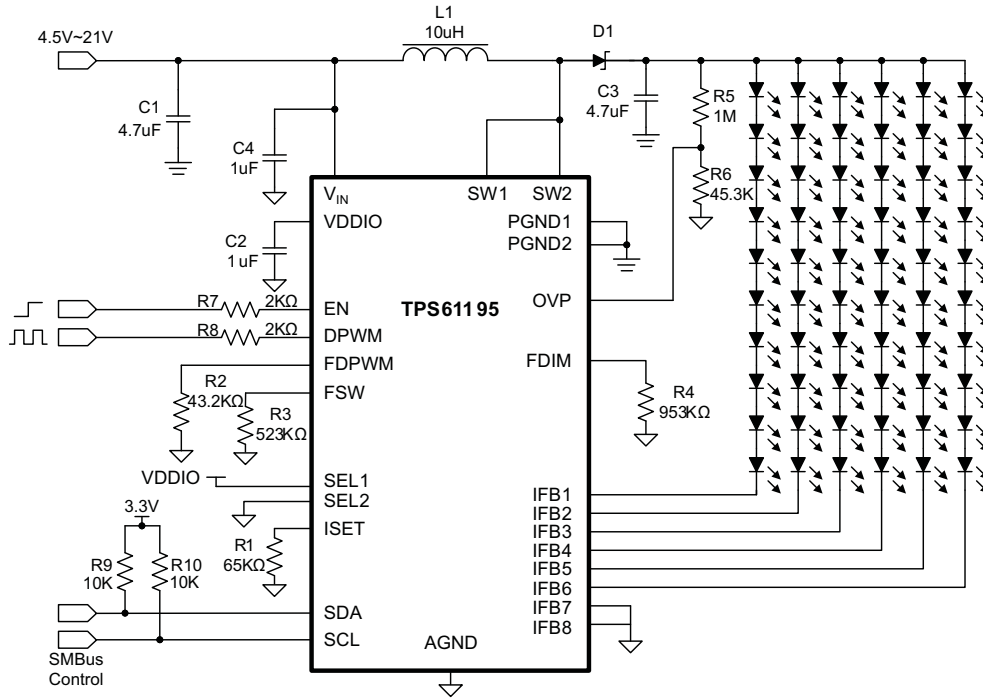 L1
10uH
4.5V~21V
D1
C1
4.7uF
C3
4.7uF
R5
1M
C4
1uF
R6
45.3K
VIN
SW1
SW2
VDDIO
PGND1
PGND2
C2
1uF
R7
2KΩ
EN
TPS61195
OVP
R8
2KΩ
DPWM
FDPWM
FDIM
R2
43.2KΩ
FSW
R3
523KΩ
R4
953KΩ
VDDIO
SEL1
SEL2
3.3V
ISET
IFB1
IFB2
IFB3
IFB4
IFB5
IFB6
IFB7
IFB8
R1
65KΩ
R9
10K
R10
10K
SDA
SCL
AGND
SMBus
Control